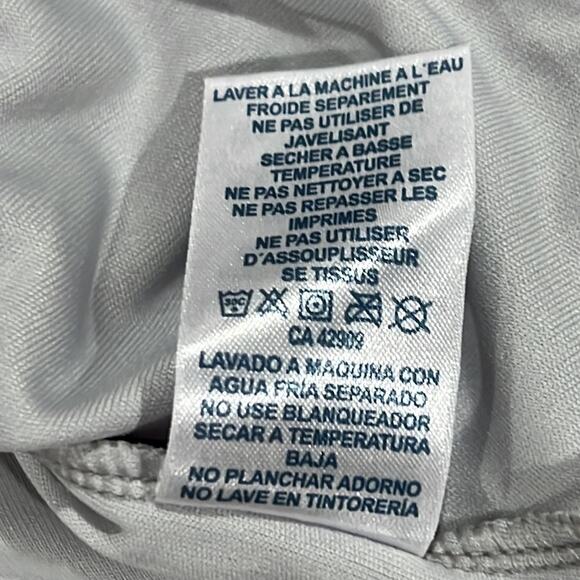 LAVER A LA MACHINE A L'EAU
FROIDE SEPAREMENT
NE PAS UTILISER DE
JAVELISANT
SECHER A BASSE
TEMPERATURE
NE PAS NETTOYER A SEC
NE PAS REPASSER LES
IMPRIMES
NE PAS UTILISER
D'ASSOUPLISSEUR
SE TISSUS
30C
CA 42909
LAVADO A MAQUINA CON
AGUA FRIA SEPARADO
NO USE BLANQUEADOR
SECAR A TEMPERATURA
BAJA
NO PLANCHAR ADORNO
NO LAVE EN TINTORERÍA